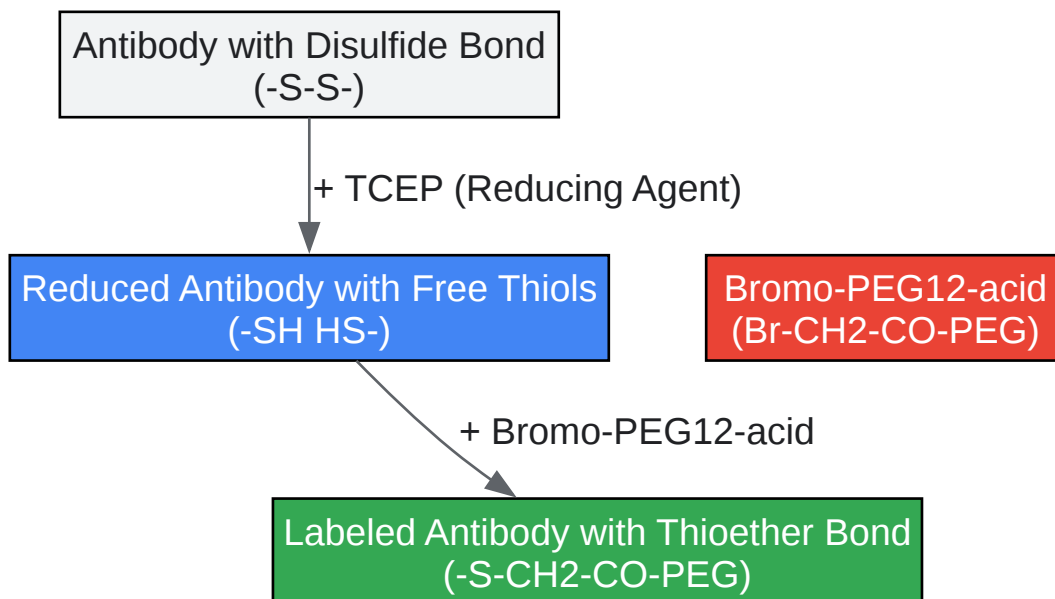 Antibody with Disulfide Bond
(-S-S-)
+ TCEP (Reducing Agent)
Reduced Antibody with Free Thiols
(-SH HS-)
Bromo-PEG12-acid
(Br-CH2-CO-PEG)
+ Bromo-PEG12-acid
Labeled Antibody with Thioether Bond
(-S-CH2-CO-PEG)